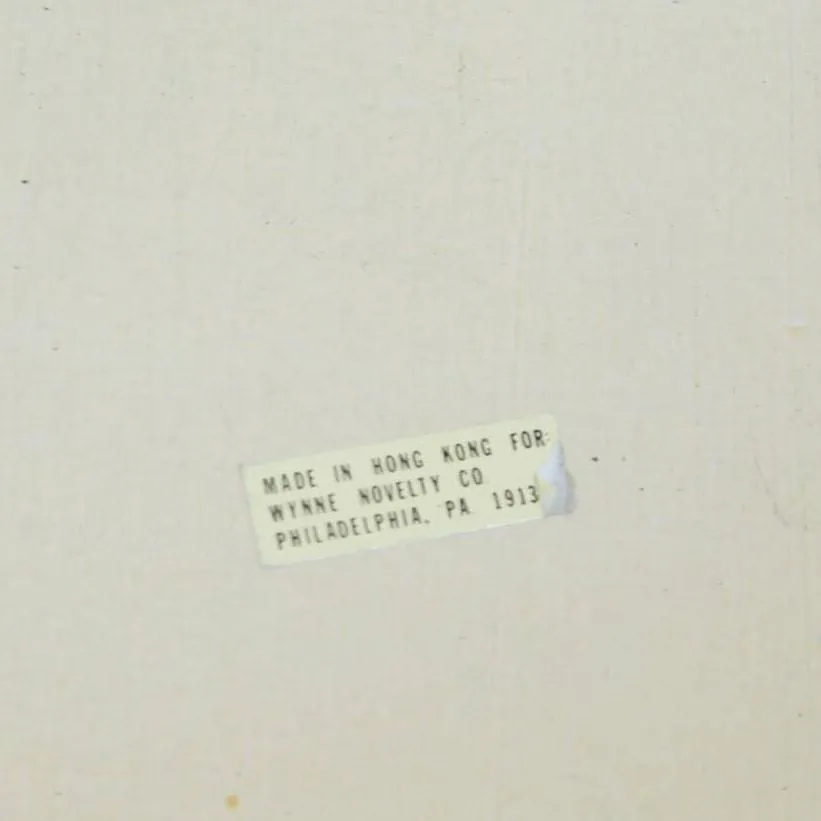 MADE IN HONG KONG FOR:
WYNNE NOVELTY CO.
PHILADELPHIA, PA. 1913